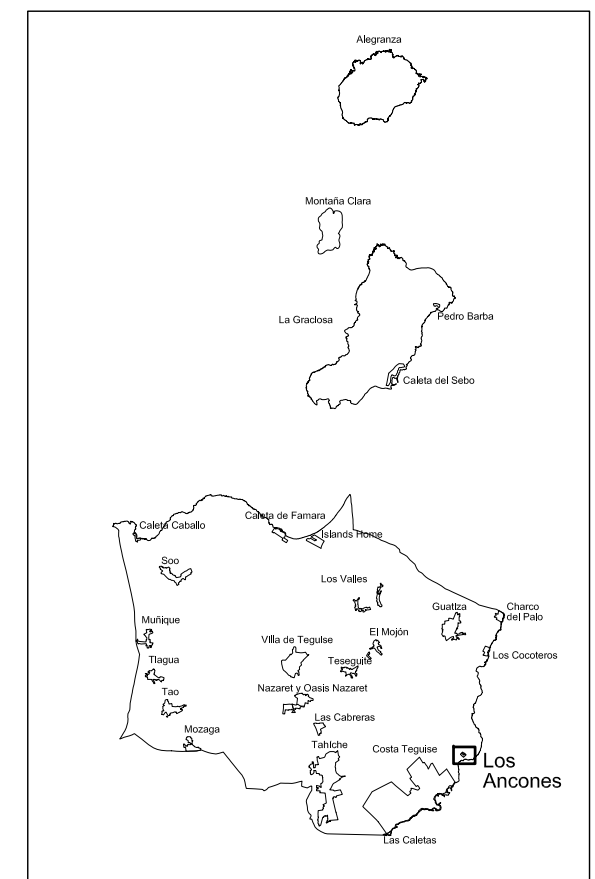 Alegranza
Montaña Clara
La Graciosa
Pedro Barba
Caleta del Sebo
Caleta Caballo
Caleta de Famara
Islands Home
Soo
Los Valles
Guatiza
Charco
del Palo
Muñique
El Mojón
Villa de Teguise
Los Cocoteros
Tiagua
Teseguite
Tao
Nazaret y Oasis Nazaret
Las Cabreras
Mozaga
Tahiche
Costa Teguise
Los
Ancones
Las Caletas